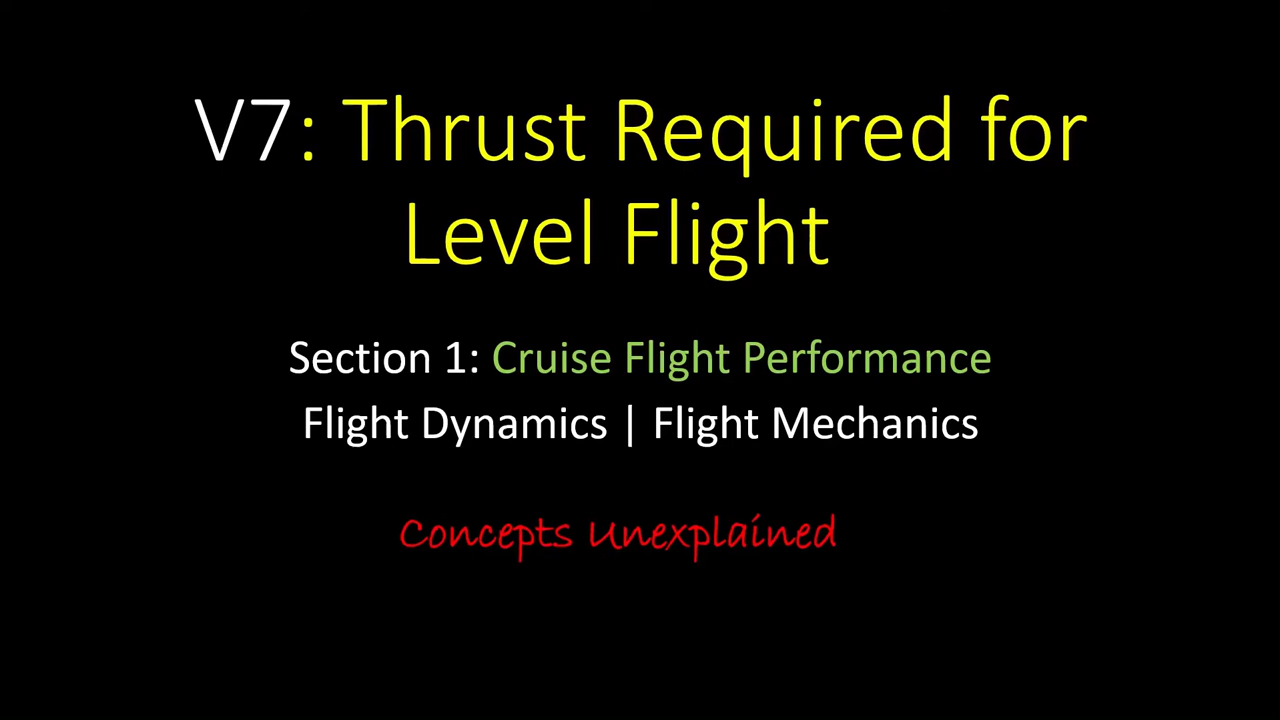 V7: Thrust Required for
Level Flight
Section 1: Cruise Flight Performance
Flight Dynamics | Flight Mechanics
Concepts Unexplained